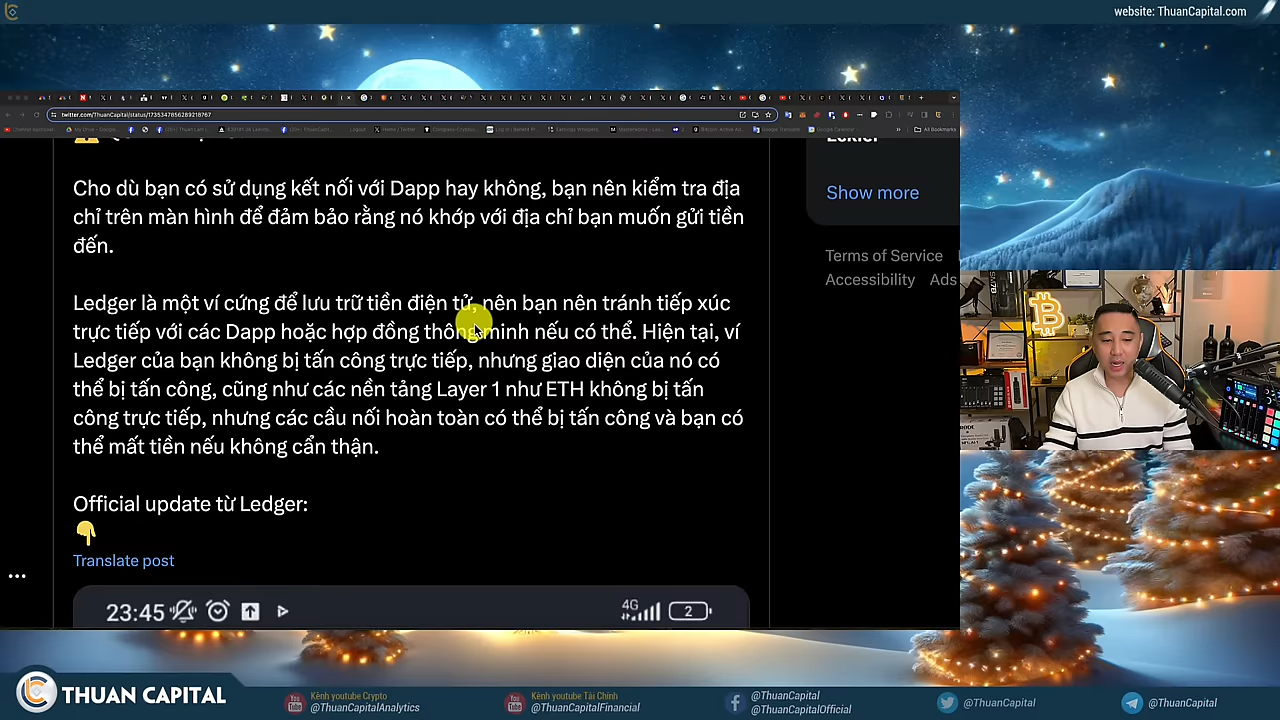 website: ThuanCapital.com
twitter.com/ThuanCapital/status/1735347856289218767
All Bookmarks
Cho dù bạn có sử dụng kết nối với Dapp hay không, bạn nên kiểm tra địa
chỉ trên màn hình để đảm bảo rằng nó khớp với địa chỉ bạn muốn gửi tiền
đến.
Ledger là một ví cứng để lưu trữ tiền điện tử, nên bạn nên tránh tiếp xúc
trực tiếp với các Dapp hoặc hợp đồng thông minh nếu có thể. Hiện tại, ví
Ledger của bạn không bị tấn công trực tiếp, nhưng giao diện của nó có
thể bị tấn công, cũng như các nền tảng Layer 1 như ETH không bị tấn
công trực tiếp, nhưng các cầu nối hoàn toàn có thể bị tấn công và bạn có
thể mất tiền nếu không cẩn thận.
Official update từ Ledger:
👇
Translate post
23:45
4G
2
Show more
Terms of Service
Accessibility Ads
THUAN CAPITAL
Kênh youtube Crypto
@ThuanCapitalAnalytics
Kênh youtube Tài Chính
@ThuanCapitalFinancial
@ThuanCapital
@ThuanCapitalOfficial
@ThuanCapital
@ThuanCapital